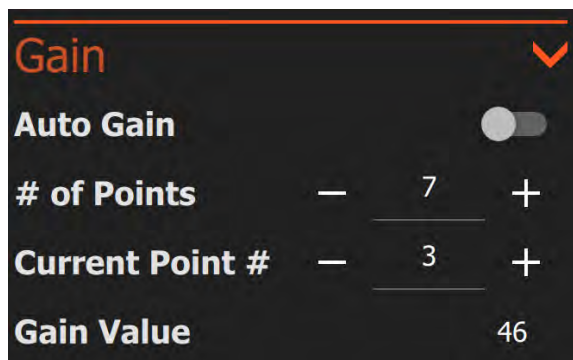 Gain
Auto Gain
# of Points − 7 +
Current Point # − 3 +
Gain Value 46